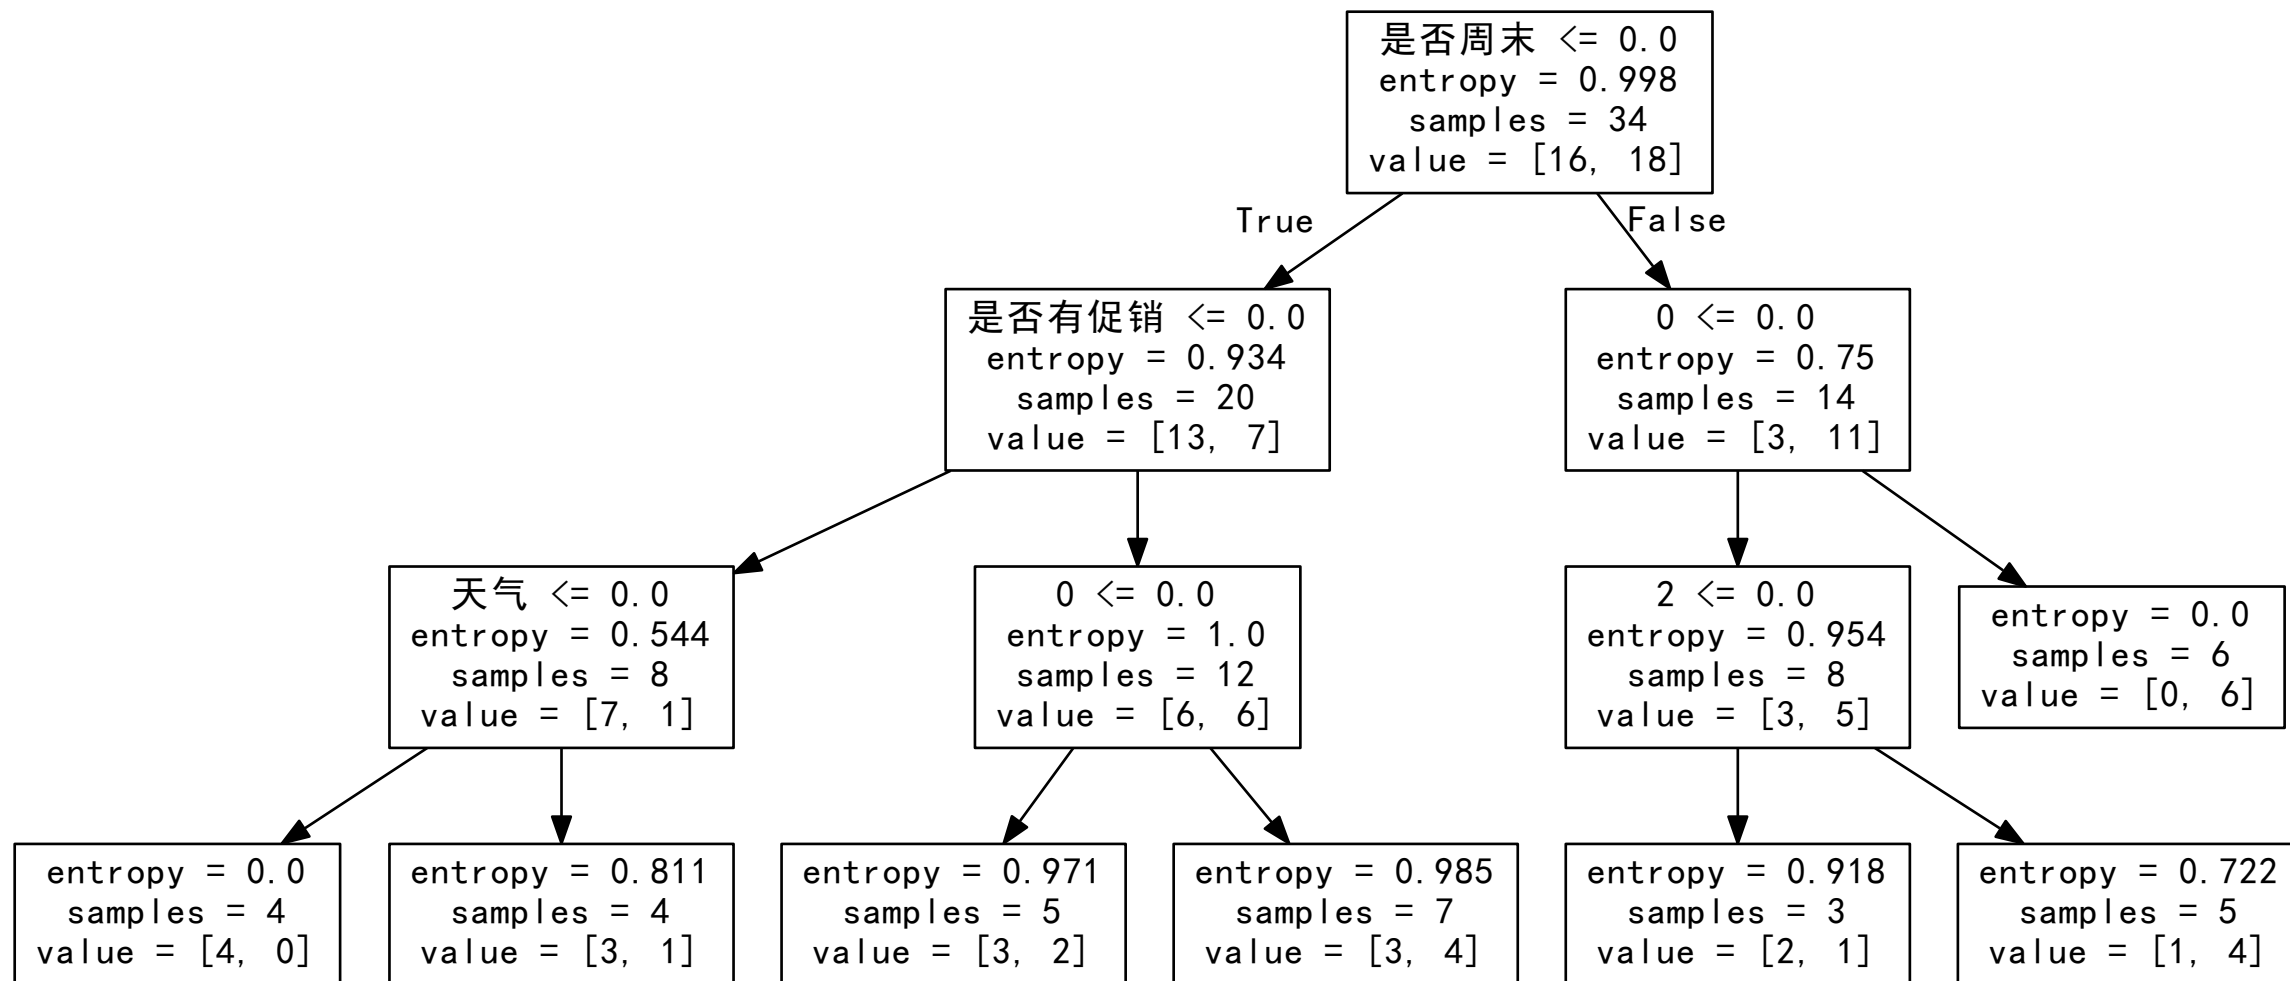 是否周末 <= 0.0
entropy = 0.998
samples = 34
value = [16, 18]
True
False
是否有促销 <= 0.0
entropy = 0.934
samples = 20
value = [13, 7]
0 <= 0.0
entropy = 0.75
samples = 14
value = [3, 11]
天气 <= 0.0
entropy = 0.544
samples = 8
value = [7, 1]
0 <= 0.0
entropy = 1.0
samples = 12
value = [6, 6]
2 <= 0.0
entropy = 0.954
samples = 8
value = [3, 5]
entropy = 0.0
samples = 6
value = [0, 6]
entropy = 0.0
samples = 4
value = [4, 0]
entropy = 0.811
samples = 4
value = [3, 1]
entropy = 0.971
samples = 5
value = [3, 2]
entropy = 0.985
samples = 7
value = [3, 4]
entropy = 0.918
samples = 3
value = [2, 1]
entropy = 0.722
samples = 5
value = [1, 4]